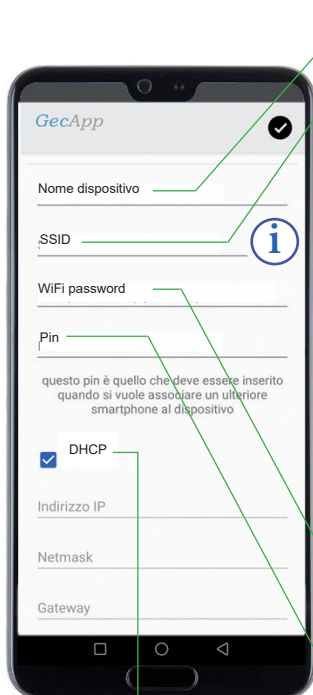 GecApp
Nome dispositivo
SSID
i
WiFi password
Pin
questo pin è quello che deve essere inserito
quando si vuole associare un ulteriore
smartphone al dispositivo
DHCP
Indirizzo IP
Netmask
Gateway